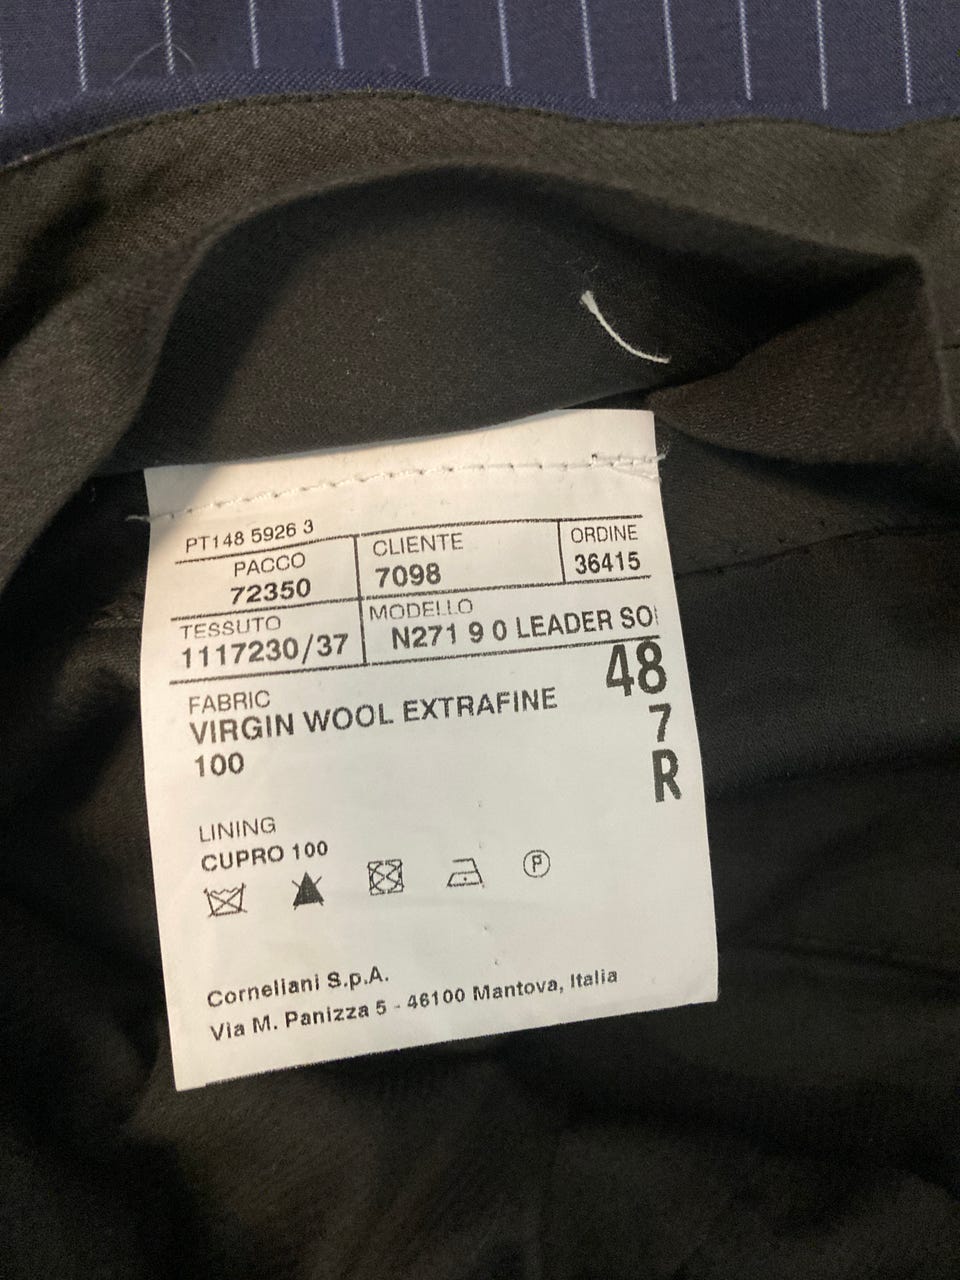 PT148 5926 3
PACCO
72350
CLIENTE
7098
ORDINE
36415
TESSUTO
1117230/37
MODELLO
N271 9 0 LEADER SO
48
7
R
FABRIC
VIRGIN WOOL EXTRAFINE
100
LINING
CUPRO 100
P
Corneliani S.p.A.
Via M. Panizza 5 - 46100 Mantova, Italia